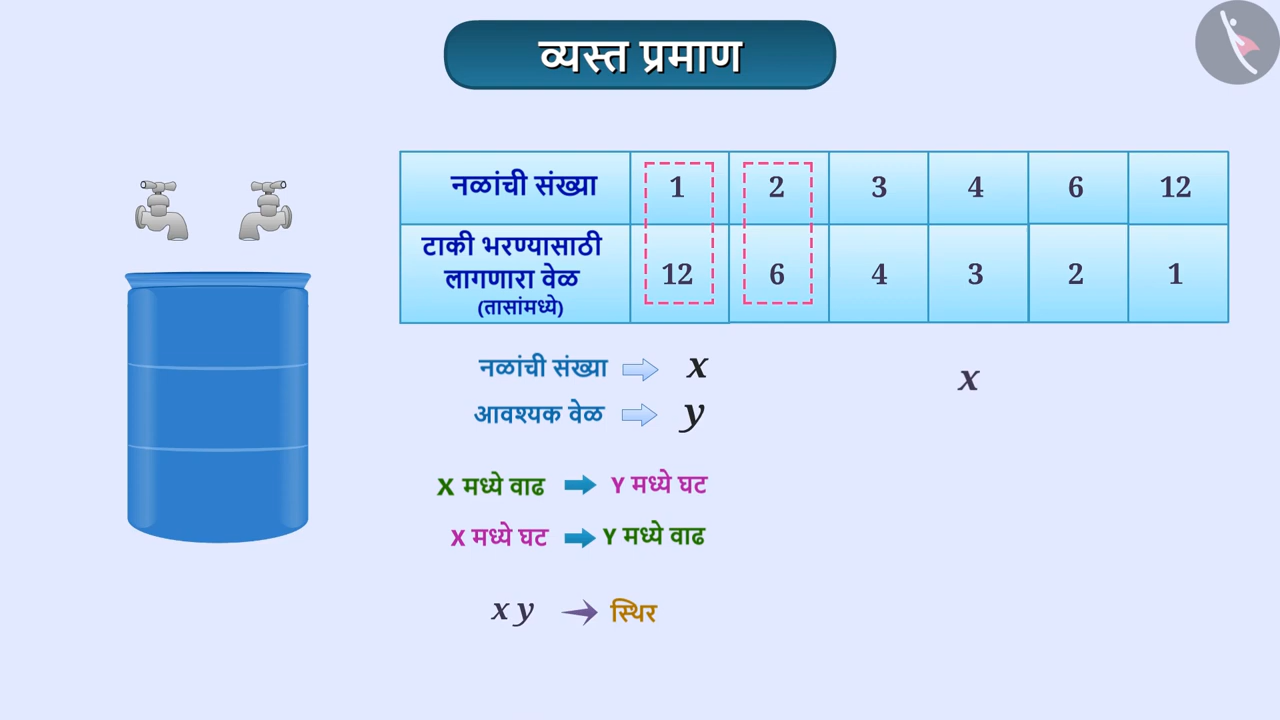 व्यस्त प्रमाण
नळांची संख्या 1 2 3 4 6 12
टाकी भरण्यासाठी
लागणारा वेळ 12 6 4 3 2 1
(तासांमध्ये)
नळांची संख्या x
x
आवश्यक वेळ y
X मध्ये वाढ Y मध्ये घट
X मध्ये घट Y मध्ये वाढ
x y स्थिर